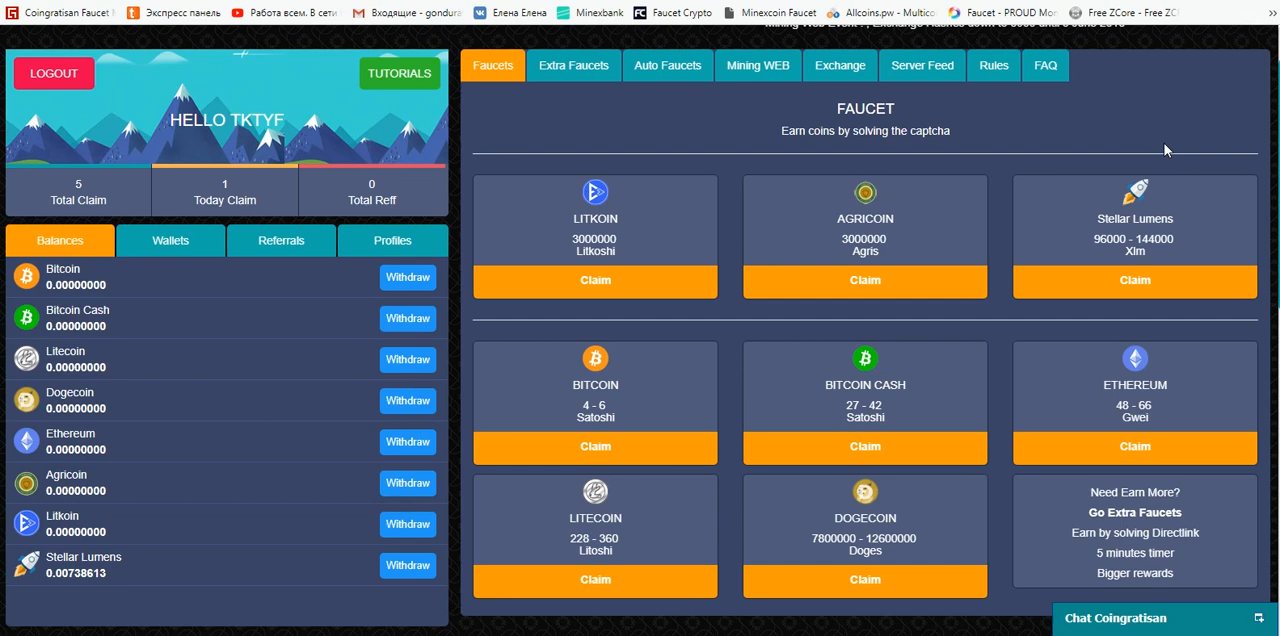 Coingratisan Faucet
Экспресс панель
Работа всем. В сети
Входящие - gondura
Елена Елена
Minexbank
FC Faucet Crypto
Minexcoin Faucet
Allcoins.pw - Multico
Faucet - PROUD Mon
Free ZCore - Free ZC
»
LOGOUT
TUTORIALS
HELLO TKTYF
5
Total Claim
1
Today Claim
0
Total Reff
Balances
Wallets
Referrals
Profiles
Bitcoin
0.00000000
Withdraw
Bitcoin Cash
0.00000000
Withdraw
Litecoin
0.00000000
Withdraw
Dogecoin
0.00000000
Withdraw
Ethereum
0.00000000
Withdraw
Agricoin
0.00000000
Withdraw
Litkoin
0.00000000
Withdraw
Stellar Lumens
0.00738613
Withdraw
Faucets
Extra Faucets
Auto Faucets
Mining WEB
Exchange
Server Feed
Rules
FAQ
FAUCET
Earn coins by solving the captcha
LITKOIN
3000000
Litkoshi
Claim
AGRICOIN
3000000
Agris
Claim
Stellar Lumens
96000 - 144000
Xlm
Claim
BITCOIN
4 - 6
Satoshi
Claim
BITCOIN CASH
27 - 42
Satoshi
Claim
ETHEREUM
48 - 66
Gwei
Claim
LITECOIN
228 - 360
Litoshi
Claim
DOGECOIN
7800000 - 12600000
Doges
Claim
Need Earn More?
Go Extra Faucets
Earn by solving Directlink
5 minutes timer
Bigger rewards
Chat Coingratisan